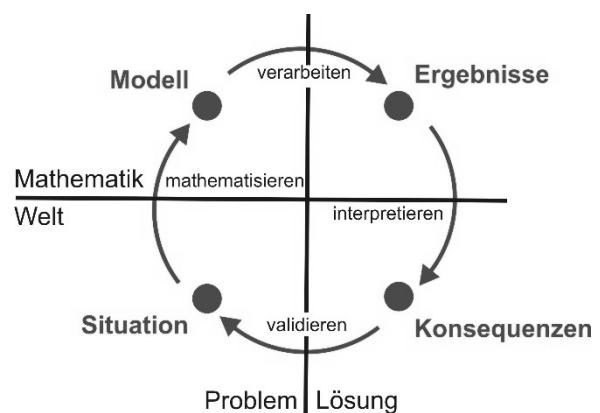 verarbeiten
Modell
Ergebnisse
Mathematik
mathematisieren
Welt
interpretieren
Situation
validieren
Konsequenzen
Problem
Lösung